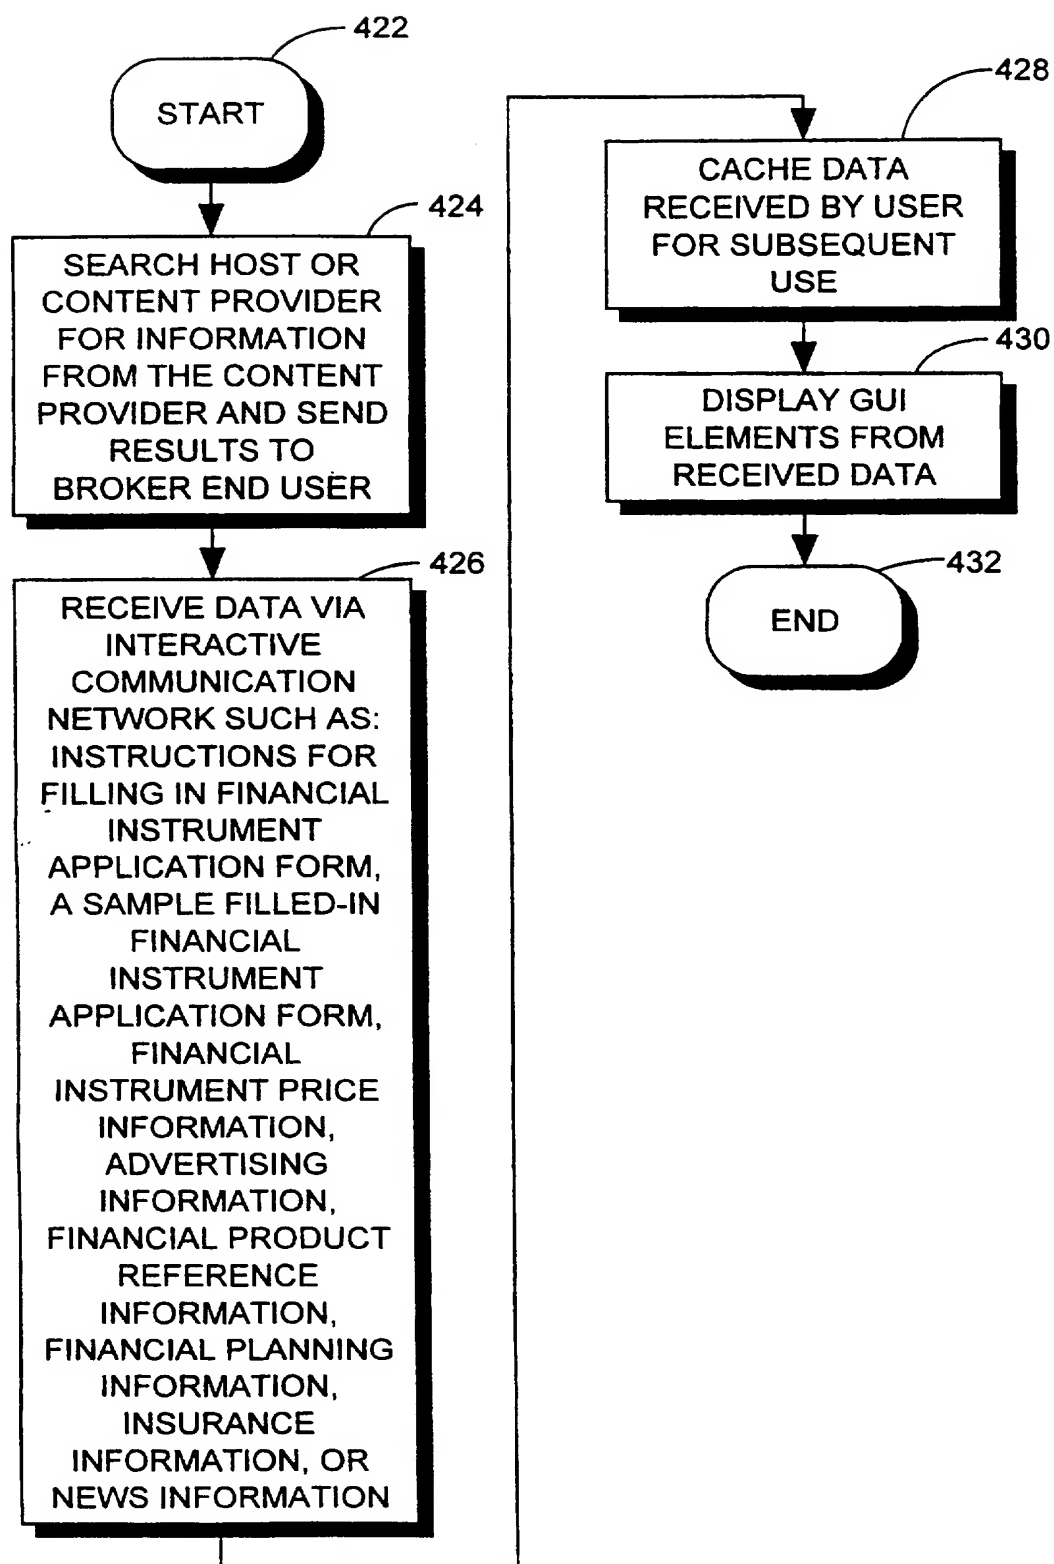 422
START
424
SEARCH HOST OR
CONTENT PROVIDER
FOR INFORMATION
FROM THE CONTENT
PROVIDER AND SEND
RESULTS TO
BROKER END USER
426
RECEIVE DATA VIA
INTERACTIVE
COMMUNICATION
NETWORK SUCH AS:
INSTRUCTIONS FOR
FILLING IN FINANCIAL
INSTRUMENT
APPLICATION FORM,
A SAMPLE FILLED-IN
FINANCIAL
INSTRUMENT
APPLICATION FORM,
FINANCIAL
INSTRUMENT PRICE
INFORMATION,
ADVERTISING
INFORMATION,
FINANCIAL PRODUCT
REFERENCE
INFORMATION,
FINANCIAL PLANNING
INFORMATION,
INSURANCE
INFORMATION, OR
NEWS INFORMATION
428
CACHE DATA
RECEIVED BY USER
FOR SUBSEQUENT
USE
430
DISPLAY GUI
ELEMENTS FROM
RECEIVED DATA
432
END